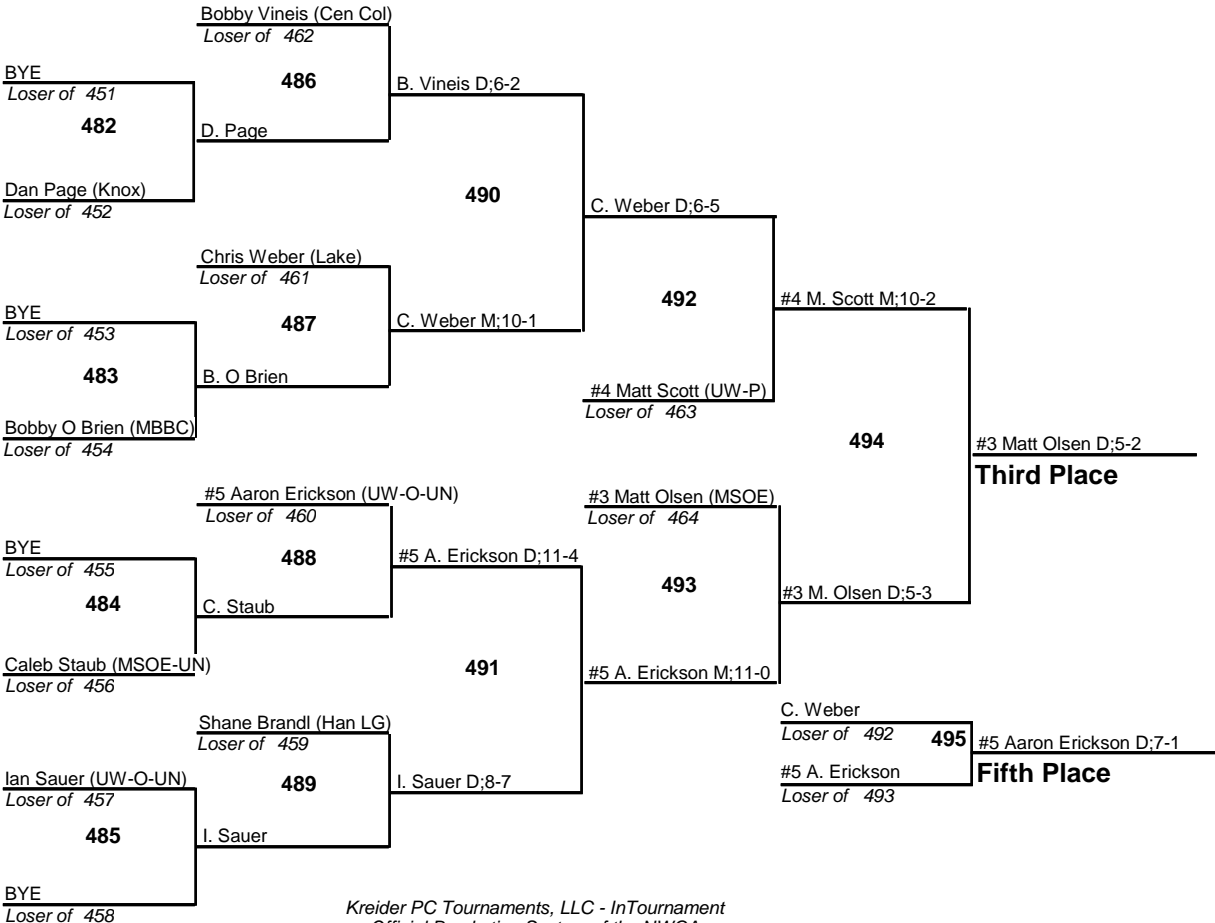 Bobby Vineis (Cen Col)
Loser of 462
BYE
Loser of 451
486
B. Vineis D;6-2
482
D. Page
Dan Page (Knox)
Loser of 452
490
C. Weber D;6-5
Chris Weber (Lake)
Loser of 461
BYE
Loser of 453
487
C. Weber M;10-1
492
#4 M. Scott M;10-2
483
B. O Brien
#4 Matt Scott (UW-P)
Loser of 463
Bobby O Brien (MBBC)
Loser of 454
494
#3 Matt Olsen D;5-2
Third Place
#5 Aaron Erickson (UW-O-UN)
Loser of 460
#3 Matt Olsen (MSOE)
Loser of 464
BYE
Loser of 455
488
#5 A. Erickson D;11-4
493
#3 M. Olsen D;5-3
484
C. Staub
Caleb Staub (MSOE-UN)
Loser of 456
491
#5 A. Erickson M;11-0
Shane Brandl (Han LG)
Loser of 459
C. Weber
Loser of 492
495
#5 Aaron Erickson D;7-1
Fifth Place
#5 A. Erickson
Loser of 493
Ian Sauer (UW-O-UN)
Loser of 457
489
I. Sauer D;8-7
485
I. Sauer
BYE
Loser of 458
Kreider PC Tournaments, LLC - InTournament